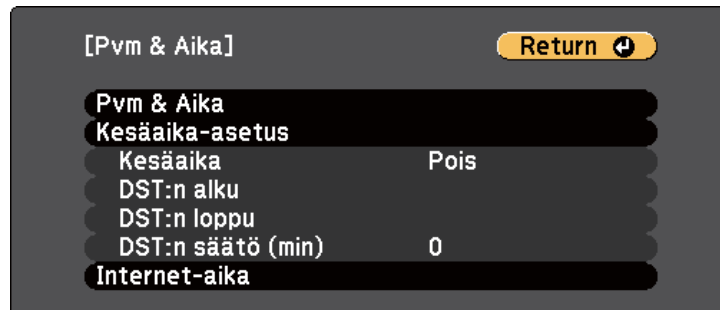 [Pvm & Aika] Return
Pvm & Aika
Kesäaika-asetus
Kesäaika Pois
DST:n alku
DST:n loppu
DST:n säätö (min) 0
Internet-aika